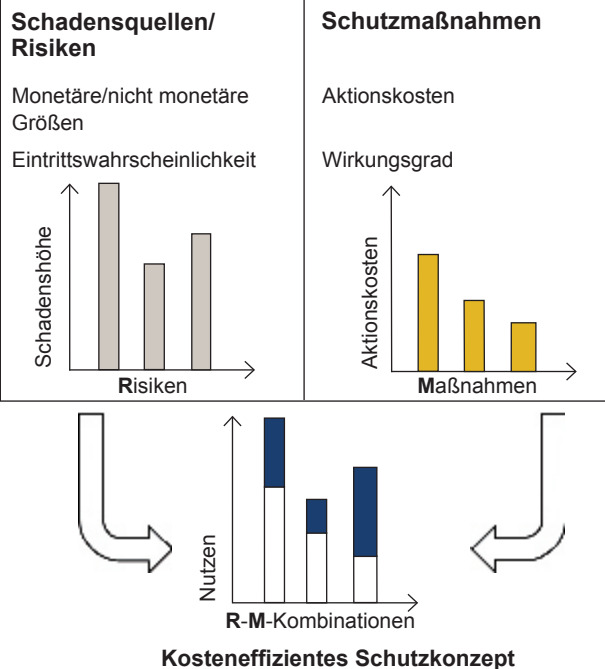 Schadensquellen/
Risiken
Monetäre/nicht monetäre
Größen
Eintrittswahrscheinlichkeit
Schadenshöhe
Risiken
Schutzmaßnahmen
Aktionskosten
Wirkungsgrad
Aktionskosten
Maßnahmen
Nutzen
R-M-Kombinationen
Kosteneffizientes Schutzkonzept